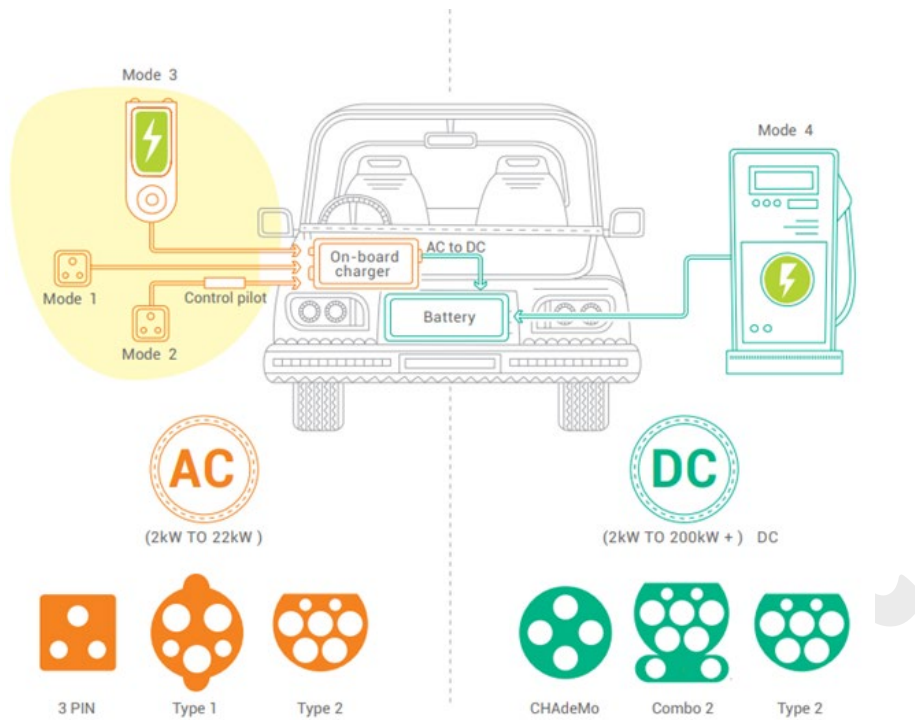 Mode 3
Mode 4
On-board
charger
AC to DC
Mode 1
Control pilot
Battery
Mode 2
AC
DC
(2kW TO 22kW )
(2kW TO 200kW + ) DC
3 PIN
Type 1
Type 2
CHAdeMo
Combo 2
Type 2